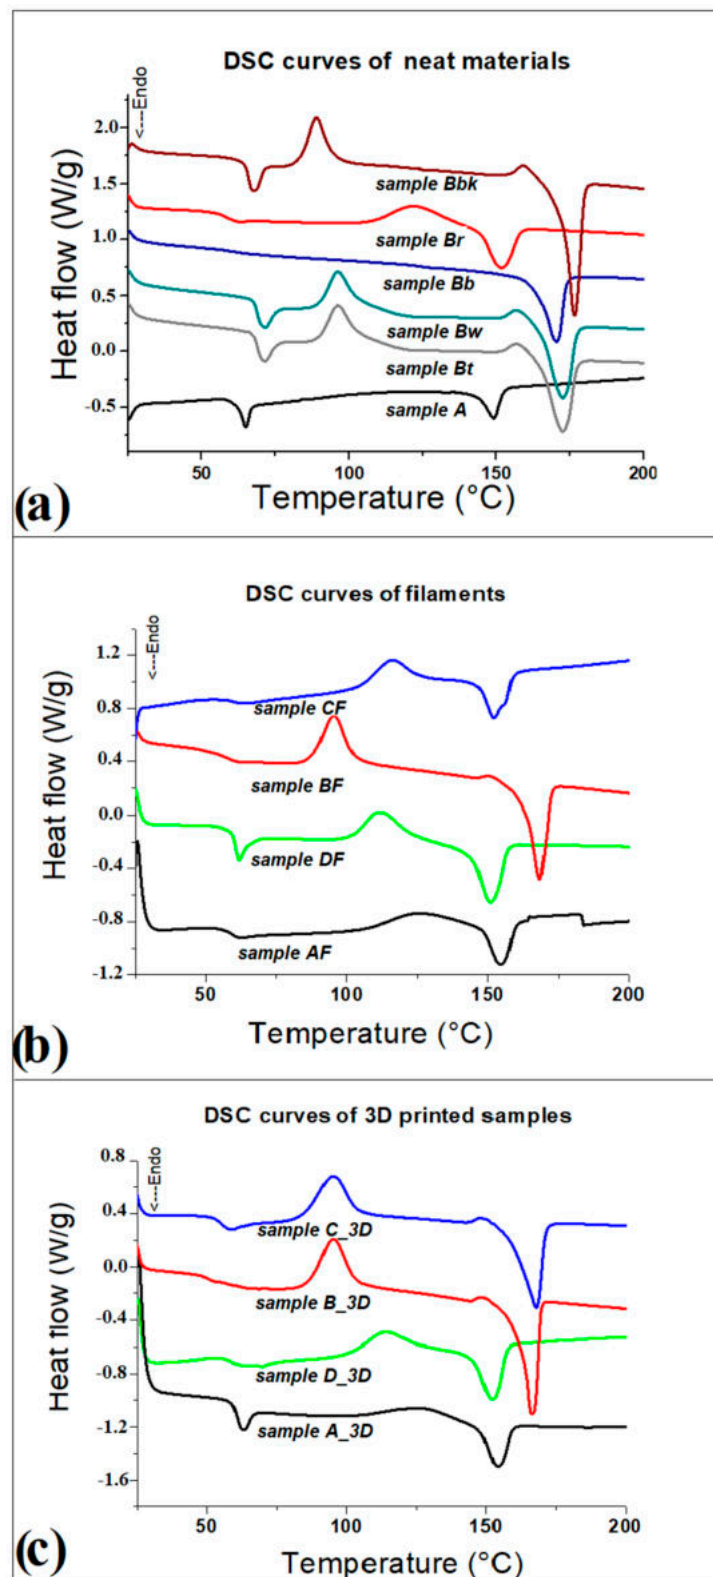 DSC curves of neat materials
<---Endo
2.0
1.5
1.0
0.5
0.0
-0.5
Heat flow (W/g)
sample Bbk
sample Br
sample Bb
sample Bw
sample Bt
sample A
50
100
150
200
Temperature (°C)
(a)
DSC curves of filaments
<---Endo
1.2
0.8
0.4
0.0
-0.4
-0.8
-1.2
Heat flow (W/g)
sample CF
sample BF
sample DF
sample AF
50
100
150
200
Temperature (°C)
(b)
DSC curves of 3D printed samples
<---Endo
0.8
0.4
0.0
-0.4
-0.8
-1.2
-1.6
Heat flow (W/g)
sample C_3D
sample B_3D
sample D_3D
sample A_3D
50
100
150
200
Temperature (°C)
(c)